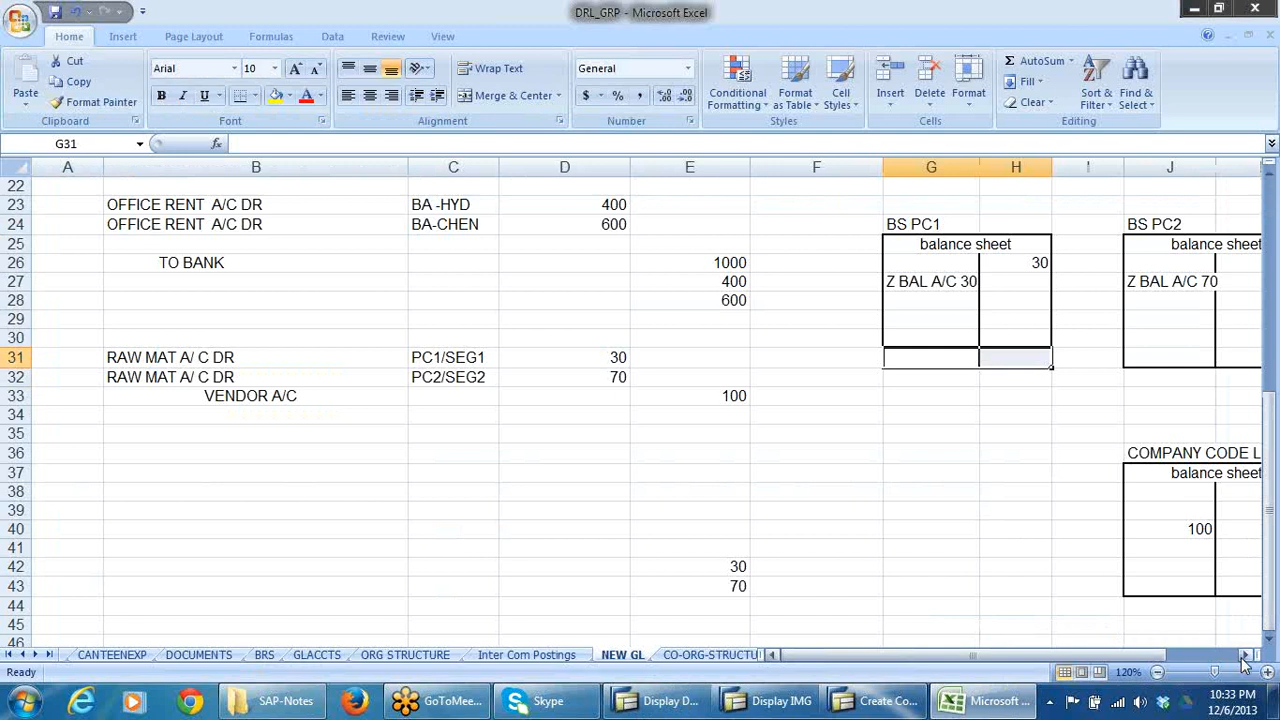 DRL_GRP - Microsoft Excel
Home Insert Page Layout Formulas Data Review View
Paste
Cut
Copy
Format Painter
Clipboard
Arial 10
B I U
Font
Wrap Text
Merge & Center
Alignment
General
$ % ,
Number
Conditional Formatting
Format as Table
Cell Styles
Styles
Insert
Delete
Format
Cells
AutoSum
Fill
Clear
Sort & Filter
Find & Select
Editing
G31 fx
A B C D E F G H I J
22
23 OFFICE RENT A/C DR BA -HYD 400
24 OFFICE RENT A/C DR BA-CHEN 600 BS PC1 BS PC2
25 balance sheet balance sheet
26 TO BANK 1000 30
27 400 Z BAL A/C 30 Z BAL A/C 70
28 600
29
30
31 RAW MAT A/ C DR PC1/SEG1 30
32 RAW MAT A/ C DR PC2/SEG2 70
33 VENDOR A/C 100
34
35
36 COMPANY CODE L
37 balance sheet
38
39
40 100
41
42 30
43 70
44
45
46
CANTEENEXP DOCUMENTS BRS GLACCTS ORG STRUCTURE Inter Com Postings NEW GL CO-ORG-STRUCTU
Ready 120%
SAP-Notes GoToMee... Skype Display D... Display IMG Create Co... Microsoft ...
10:33 PM
12/6/2013